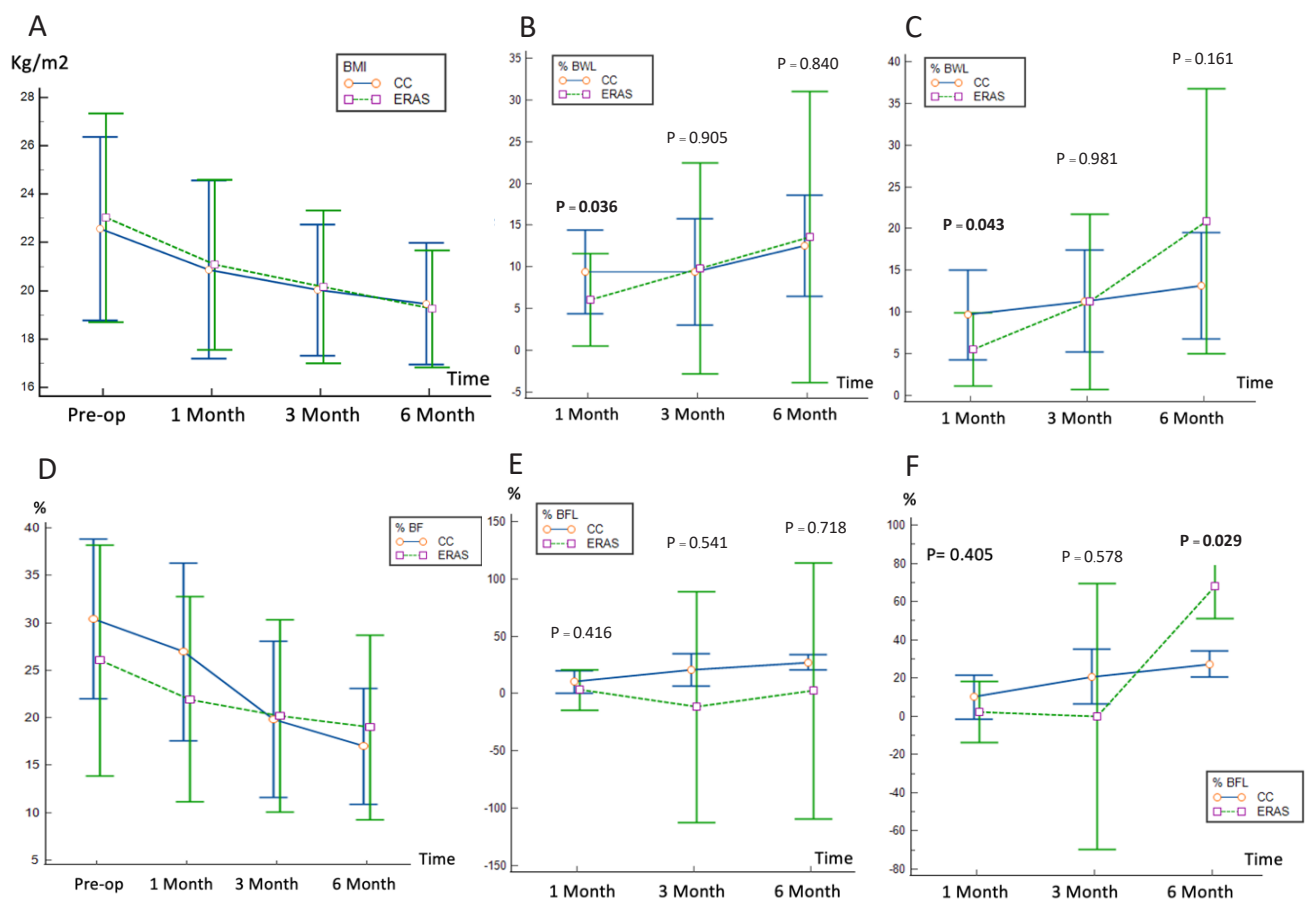 A
Kg/m2
BMI
CC
ERAS
28
26
24
22
20
18
16
Time
Pre-op 1 Month 3 Month 6 Month
B
% BWL
CC
ERAS
P = 0.840
P = 0.905
P = 0.036
35
30
25
20
15
10
5
0
-5
Time
1 Month 3 Month 6 Month
C
% BWL
CC
ERAS
P = 0.161
P = 0.981
P = 0.043
40
35
30
25
20
15
10
5
0
Time
1 Month 3 Month 6 Month
D
%
% BF
CC
ERAS
40
35
30
25
20
15
10
5
Time
Pre-op 1 Month 3 Month 6 Month
E
%
% BFL
CC
ERAS
P = 0.718
P = 0.541
P = 0.416
150
100
50
0
-50
-100
-150
Time
1 Month 3 Month 6 Month
F
%
P= 0.405
P = 0.578
P = 0.029
100
80
60
40
20
0
-20
-40
-60
-80
% BFL
CC
ERAS
Time
1 Month 3 Month 6 Month